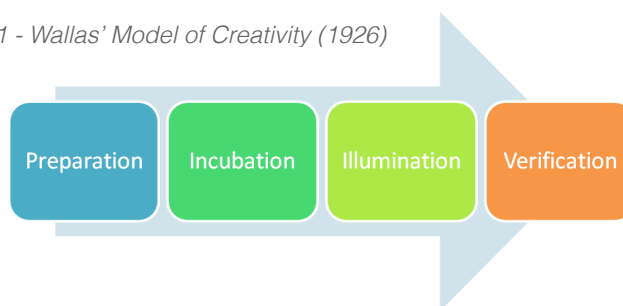 1 - Wallas' Model of Creativity (1926)
Preparation
Incubation
Illumination
Verification